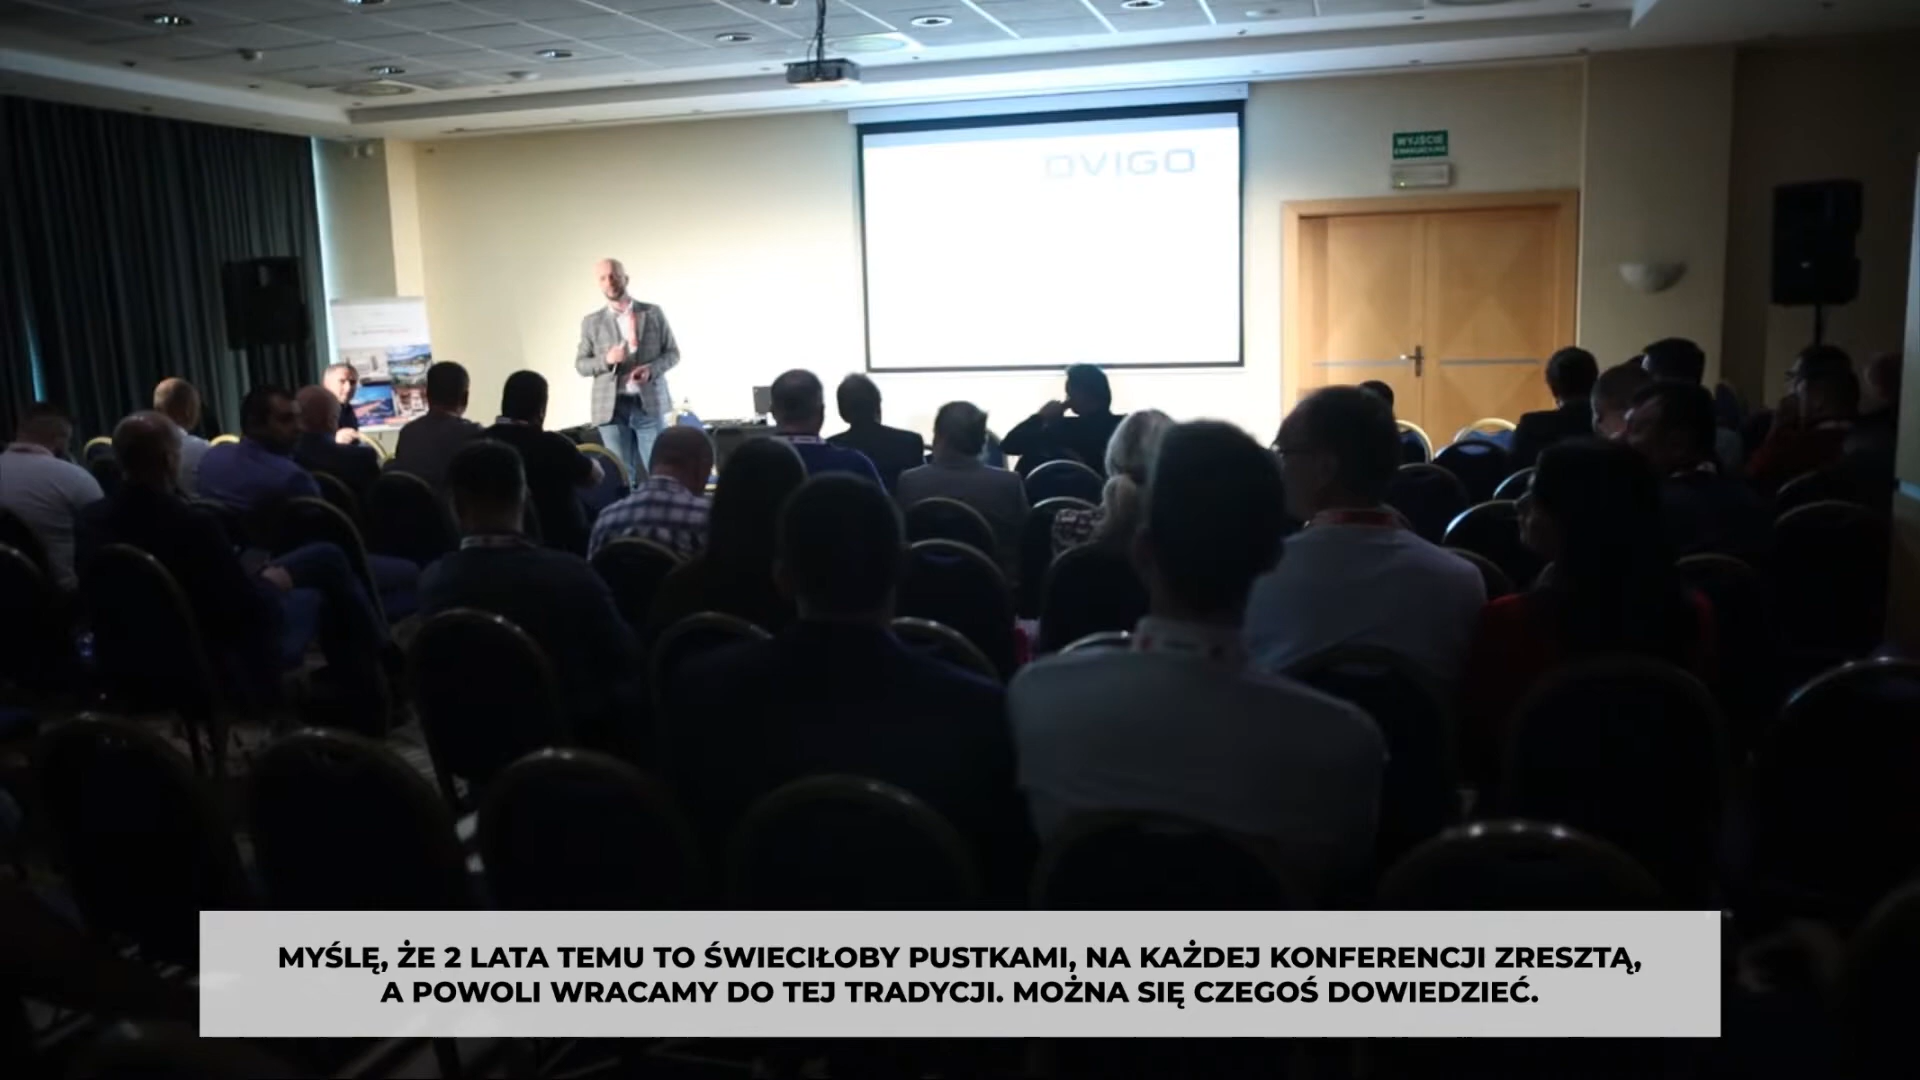 OVIGO
WYJŚCIE
EWAKUACYJNE
MYŚLĘ, ŻE 2 LATA TEMU TO ŚWIECIŁOBY PUSTKAMI, NA KAŻDEJ KONFERENCJI ZRESZTĄ,
A POWOLI WRACAMY DO TEJ TRADYCJI. MOŻNA SIĘ CZEGOŚ DOWIEDZIEĆ.